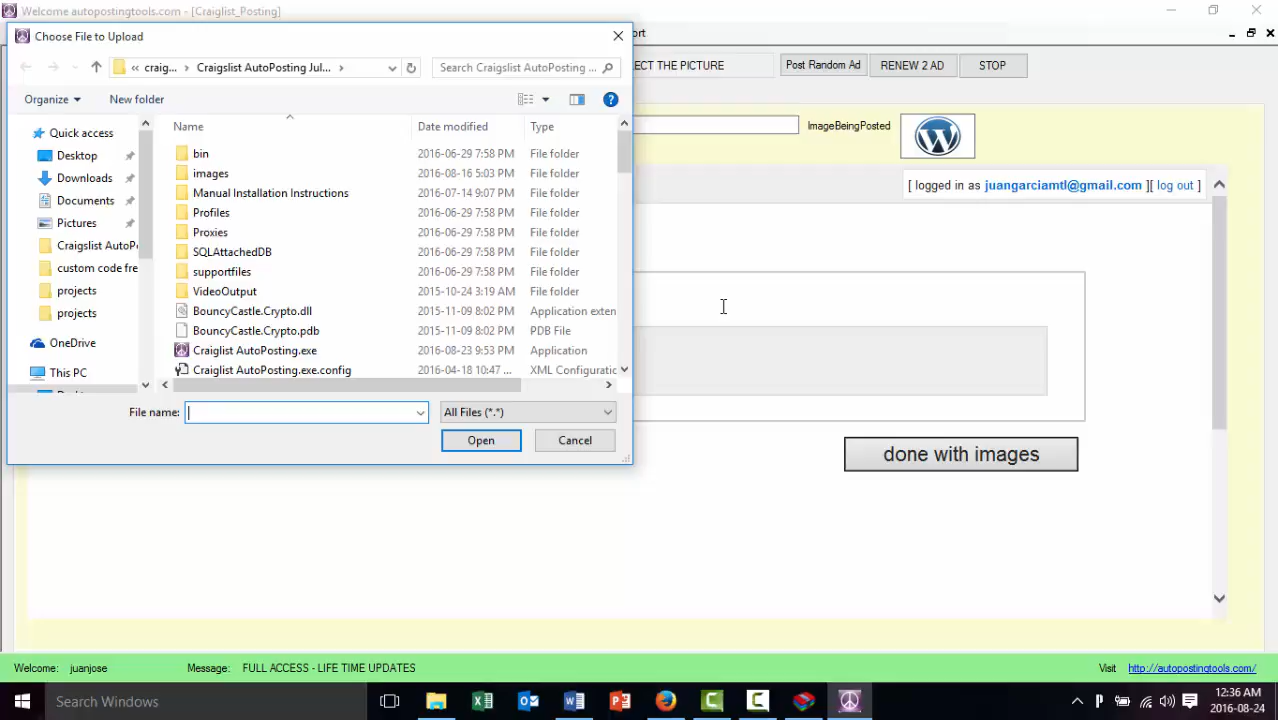 Welcome autopostingtools.com - [Craiglist_Posting]
Choose File to Upload
« craig... › Craigslist AutoPosting Jul... ›
Search Craigslist AutoPosting ...
ECT THE PICTURE
Post Random Ad
RENEW 2 AD
STOP
Organize
New folder
ImageBeingPosted
Name
Date modified
Type
[ logged in as juangarciamtl@gmail.com ][ log out ]
Quick access
Desktop
Downloads
Documents
Pictures
Craigslist AutoPo
custom code fre
projects
projects
OneDrive
This PC
bin 2016-06-29 7:58 PM File folder
images 2016-08-16 5:03 PM File folder
Manual Installation Instructions 2016-07-14 9:07 PM File folder
Profiles 2016-06-29 7:58 PM File folder
Proxies 2016-06-29 7:58 PM File folder
SQLAttachedDB 2016-06-29 7:58 PM File folder
supportfiles 2016-06-29 7:58 PM File folder
VideoOutput 2015-10-24 3:19 AM File folder
BouncyCastle.Crypto.dll 2015-11-09 8:02 PM Application exten
BouncyCastle.Crypto.pdb 2015-11-09 8:02 PM PDB File
Craiglist AutoPosting.exe 2016-08-23 9:53 PM Application
Craiglist AutoPosting.exe.config 2016-04-18 10:47 ... XML Configuratic
File name:
All Files (*.*)
Open
Cancel
done with images
Welcome: juanjose
Message: FULL ACCESS - LIFE TIME UPDATES
Visit http://autopostingtools.com/
Search Windows
12:36 AM
2016-08-24